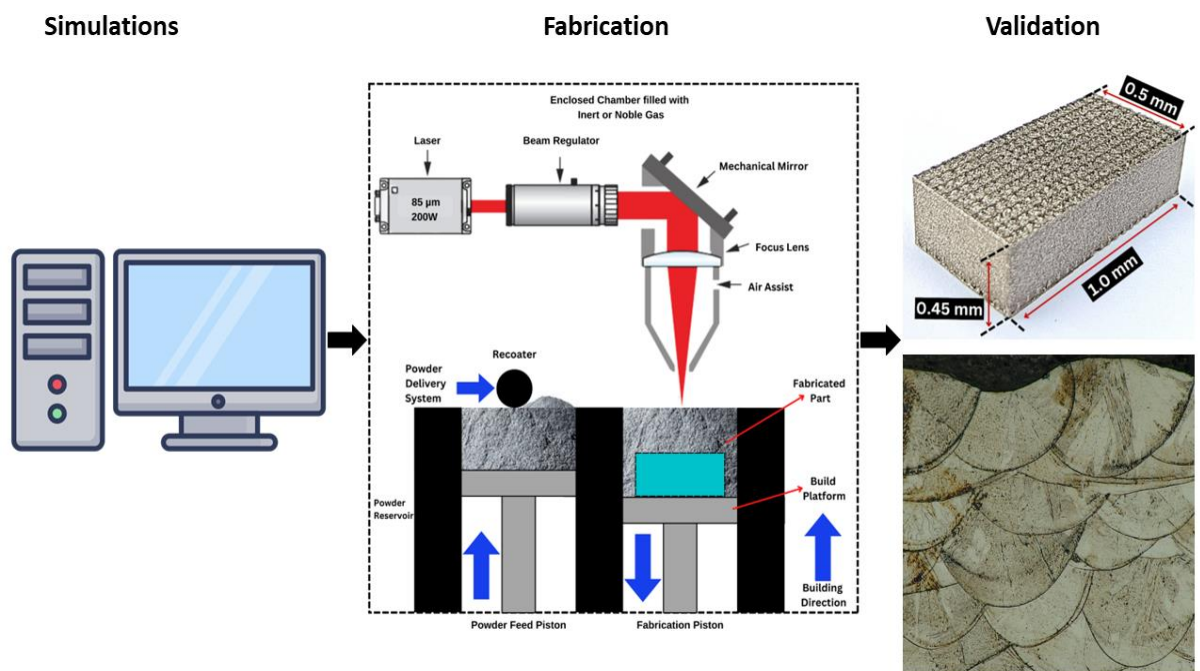 Simulations
Fabrication
Validation
Enclosed Chamber filled with
Inert or Noble Gas
Laser
Beam Regulator
Mechanical Mirror
85 µm
200W
Focus Lens
Air Assist
Recoater
Powder
Delivery
System
Fabricated
Part
Build
Platform
Powder
Reservoir
Building
Direction
Powder Feed Piston
Fabrication Piston
0.5 mm
1.0 mm
0.45 mm